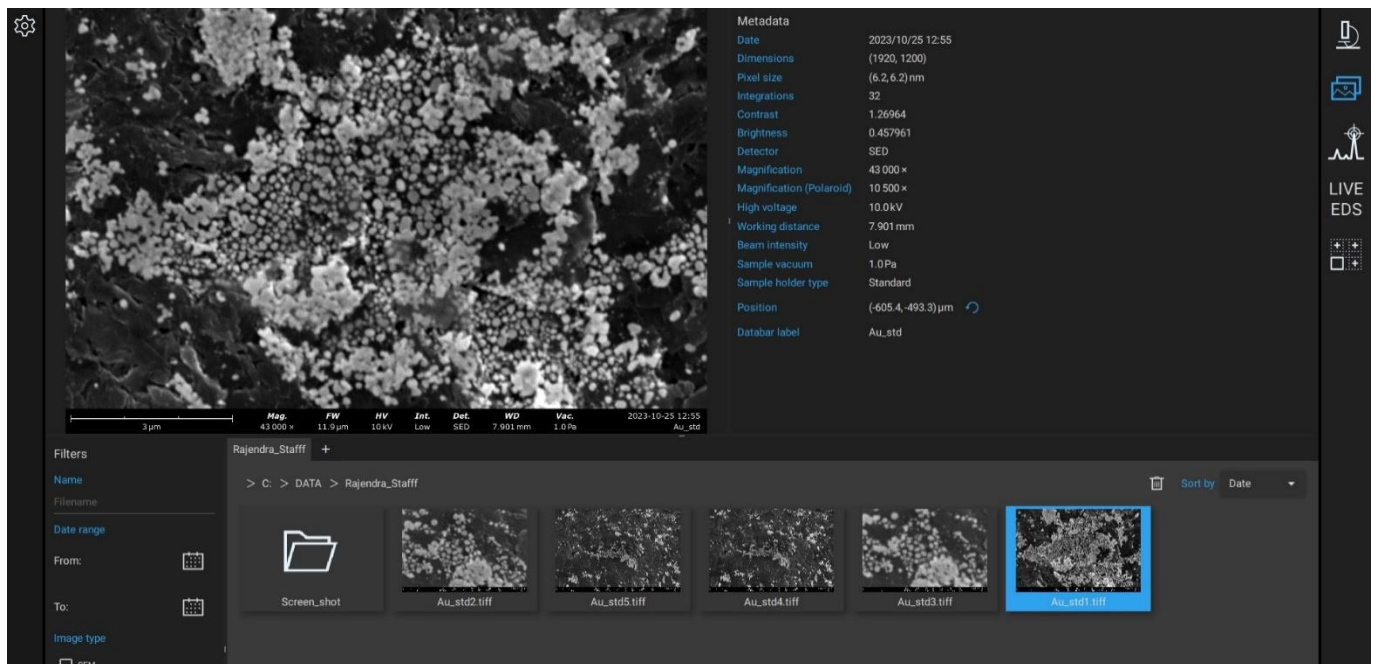 Metadata
Date 2023/10/25 12:55
Dimensions (1920, 1200)
Pixel size (6.2, 6.2) nm
Integrations 32
Contrast 1.26964
Brightness 0.457961
Detector SED
Magnification 43 000 ×
Magnification (Polaroid) 10 500 ×
High voltage 10.0 kV
Working distance 7.901 mm
Beam intensity Low
Sample vacuum 1.0 Pa
Sample holder type Standard
Position (-605.4, -493.3) µm
Databar label Au_std
LIVE
EDS
Mag. FW HV Int. Det. WD Vac. 2023-10-25 12:55
3 µm 43 000 × 11.9 µm 10 kV Low SED 7.901 mm 1.0 Pa Au_std
Filters
Name
Filename
Date range
From:
To:
Image type
SEM
Rajendra_Stafff +
> C: > DATA > Rajendra_Stafff
Sort by Date
Screen_shot Au_std2.tiff Au_std5.tiff Au_std4.tiff Au_std3.tiff Au_std1.tiff